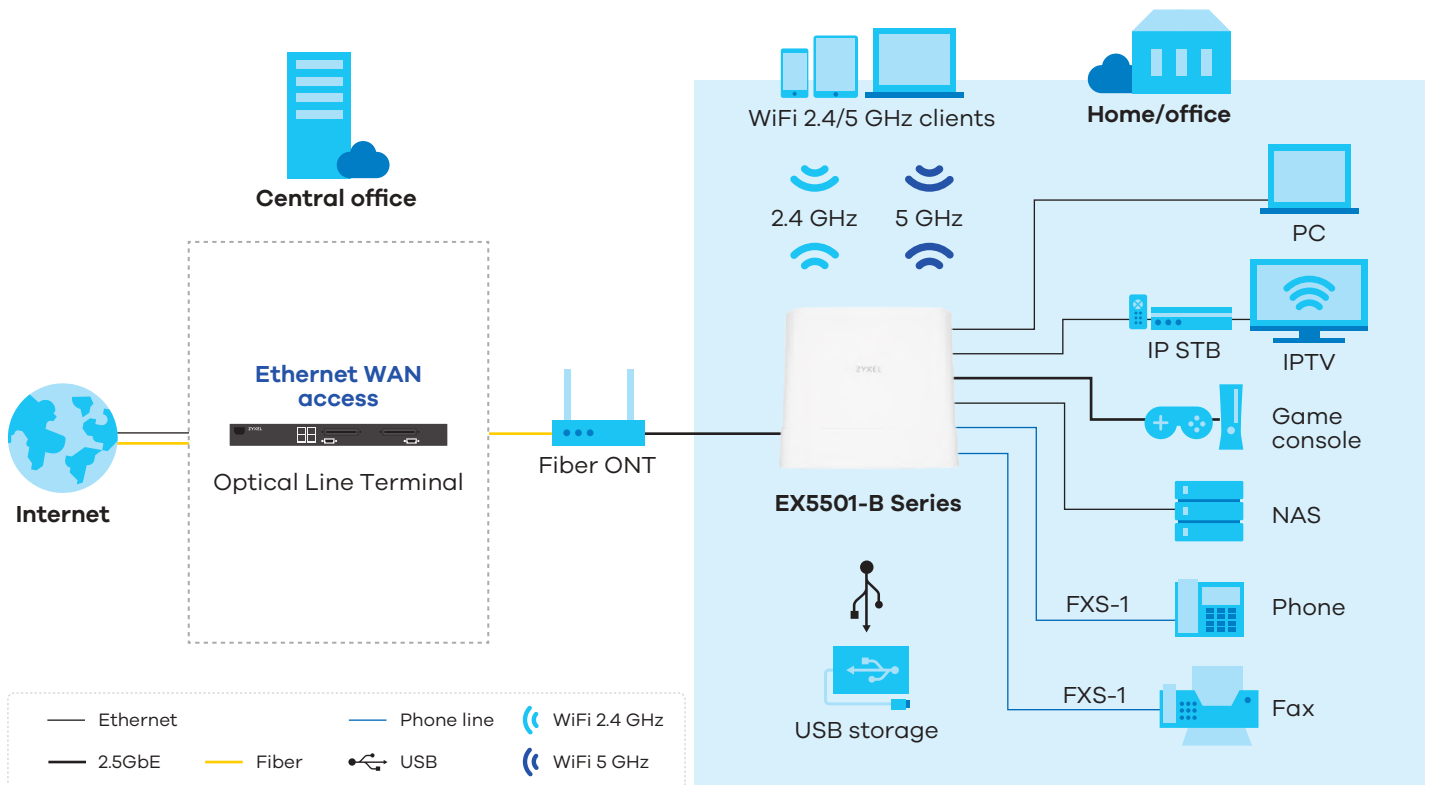 WiFi 2.4/5 GHz clients
Home/office
Central office
2.4 GHz
5 GHz
PC
IP STB
IPTV
Ethernet WAN
access
ZYXEL
Optical Line Terminal
Internet
Fiber ONT
ZYXEL
EX5501-B Series
Game
console
NAS
FXS-1
Phone
FXS-1
Fax
USB storage
Ethernet
Phone line
WiFi 2.4 GHz
2.5GbE
Fiber
USB
WiFi 5 GHz